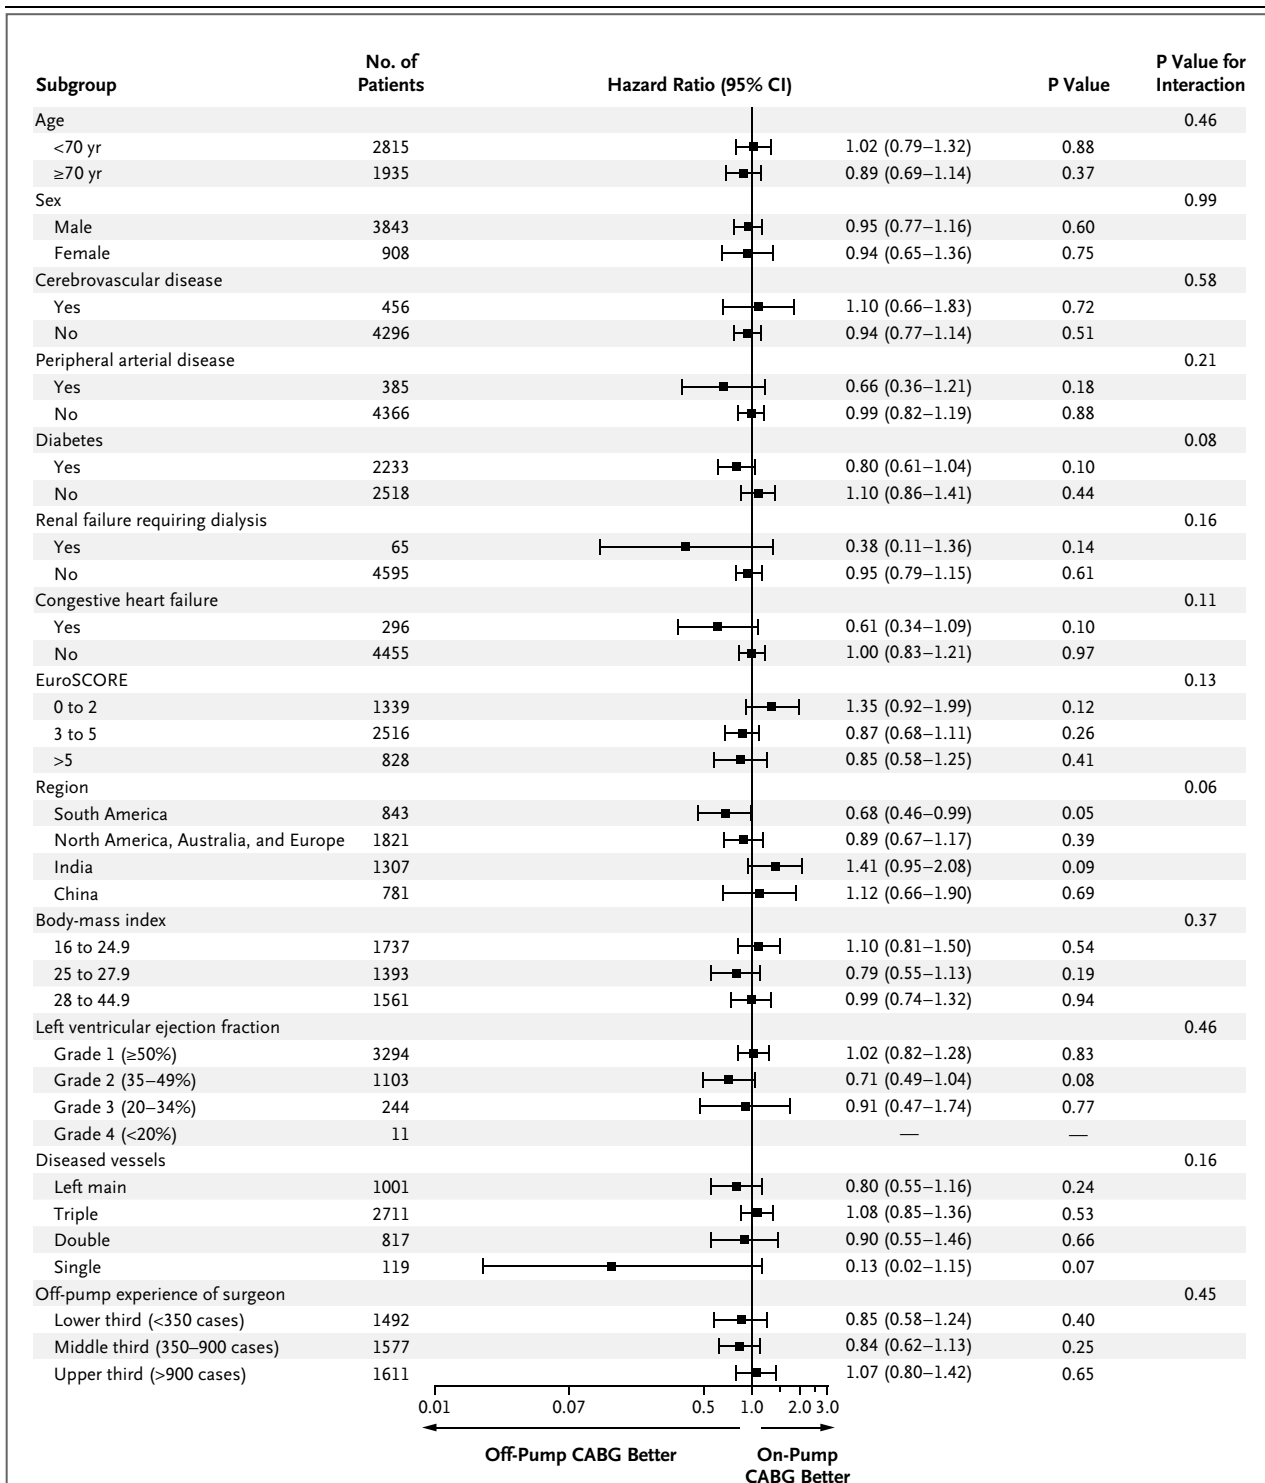 No. of P Value for
Subgroup Patients Hazard Ratio (95% CI) P Value Interaction
Age 0.46
<70 yr 2815 1.02 (0.79–1.32) 0.88
≥70 yr 1935 0.89 (0.69–1.14) 0.37
Sex 0.99
Male 3843 0.95 (0.77–1.16) 0.60
Female 908 0.94 (0.65–1.36) 0.75
Cerebrovascular disease 0.58
Yes 456 1.10 (0.66–1.83) 0.72
No 4296 0.94 (0.77–1.14) 0.51
Peripheral arterial disease 0.21
Yes 385 0.66 (0.36–1.21) 0.18
No 4366 0.99 (0.82–1.19) 0.88
Diabetes 0.08
Yes 2233 0.80 (0.61–1.04) 0.10
No 2518 1.10 (0.86–1.41) 0.44
Renal failure requiring dialysis 0.16
Yes 65 0.38 (0.11–1.36) 0.14
No 4595 0.95 (0.79–1.15) 0.61
Congestive heart failure 0.11
Yes 296 0.61 (0.34–1.09) 0.10
No 4455 1.00 (0.83–1.21) 0.97
EuroSCORE 0.13
0 to 2 1339 1.35 (0.92–1.99) 0.12
3 to 5 2516 0.87 (0.68–1.11) 0.26
>5 828 0.85 (0.58–1.25) 0.41
Region 0.06
South America 843 0.68 (0.46–0.99) 0.05
North America, Australia, and Europe 1821 0.89 (0.67–1.17) 0.39
India 1307 1.41 (0.95–2.08) 0.09
China 781 1.12 (0.66–1.90) 0.69
Body-mass index 0.37
16 to 24.9 1737 1.10 (0.81–1.50) 0.54
25 to 27.9 1393 0.79 (0.55–1.13) 0.19
28 to 44.9 1561 0.99 (0.74–1.32) 0.94
Left ventricular ejection fraction 0.46
Grade 1 (≥50%) 3294 1.02 (0.82–1.28) 0.83
Grade 2 (35–49%) 1103 0.71 (0.49–1.04) 0.08
Grade 3 (20–34%) 244 0.91 (0.47–1.74) 0.77
Grade 4 (<20%) 11 — —
Diseased vessels 0.16
Left main 1001 0.80 (0.55–1.16) 0.24
Triple 2711 1.08 (0.85–1.36) 0.53
Double 817 0.90 (0.55–1.46) 0.66
Single 119 0.13 (0.02–1.15) 0.07
Off-pump experience of surgeon 0.45
Lower third (<350 cases) 1492 0.85 (0.58–1.24) 0.40
Middle third (350–900 cases) 1577 0.84 (0.62–1.13) 0.25
Upper third (>900 cases) 1611 1.07 (0.80–1.42) 0.65
0.01 0.07 0.5 1.0 2.0 3.0
Off-Pump CABG Better On-Pump
CABG Better